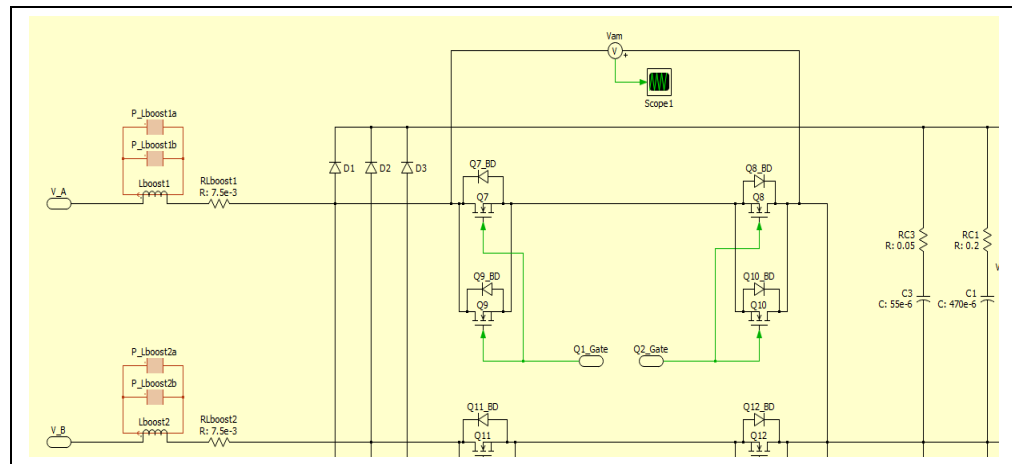 Vam
V
+
Scope1
P_Lboost1a
P_Lboost1b
Lboost1
RLboost1
R: 7.5e-3
V_A
D1
D2
D3
Q7_BD
Q7
Q8_BD
Q8
Q9_BD
Q9
Q10_BD
Q10
RC3
R: 0.05
RC1
R: 0.2
V
C3
C: 55e-6
C1
C: 470e-6
Q1_Gate
Q2_Gate
P_Lboost2a
P_Lboost2b
Lboost2
RLboost2
R: 7.5e-3
V_B
Q11_BD
Q11
Q12_BD
Q12